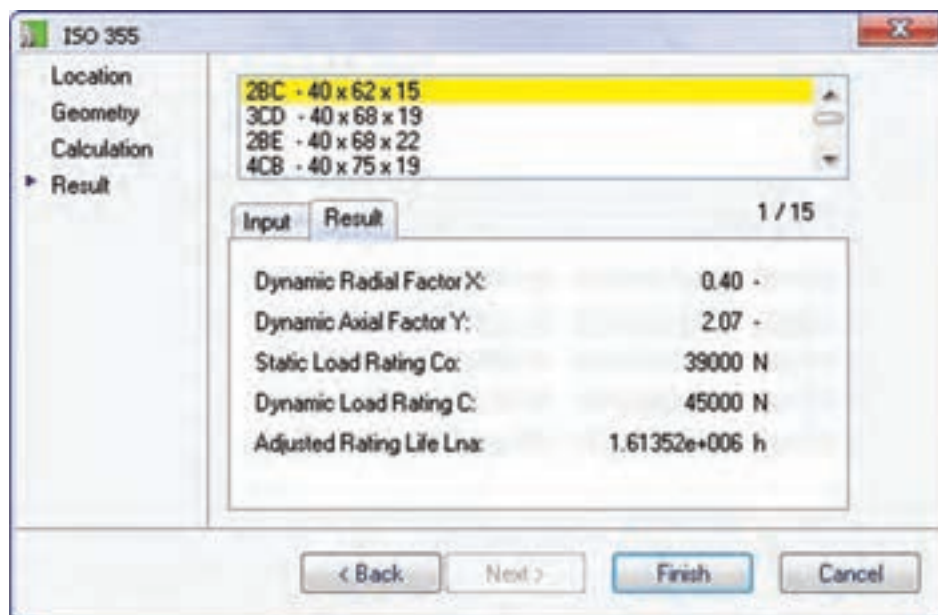 ISO 355
Location
Geometry
Calculation
Result
2BC - 40 x 62 x 15
3CD - 40 x 68 x 19
2BE - 40 x 68 x 22
4CB - 40 x 75 x 19
Input Result 1 / 15
Dynamic Radial Factor X: 0.40 -
Dynamic Axial Factor Y: 2.07 -
Static Load Rating Co: 39000 N
Dynamic Load Rating C: 45000 N
Adjusted Rating Life Lna: 1.61352e+006 h
< Back Next > Finish Cancel